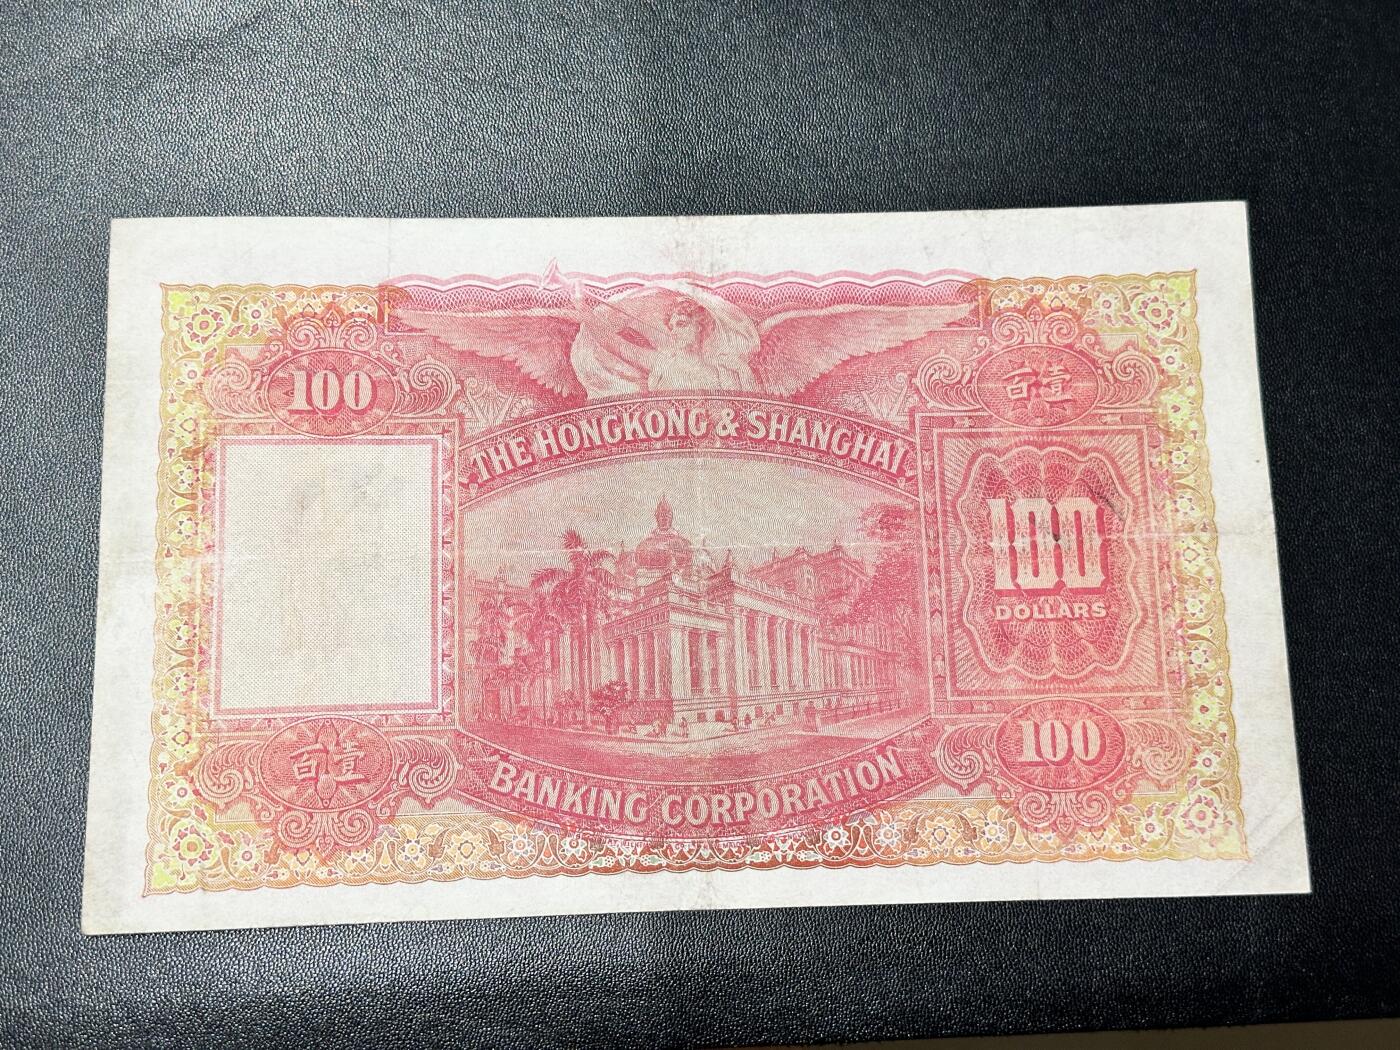 100
百壹
THE HONGKONG & SHANGHAI
100
DOLLARS
百壹
100
BANKING CORPORATION